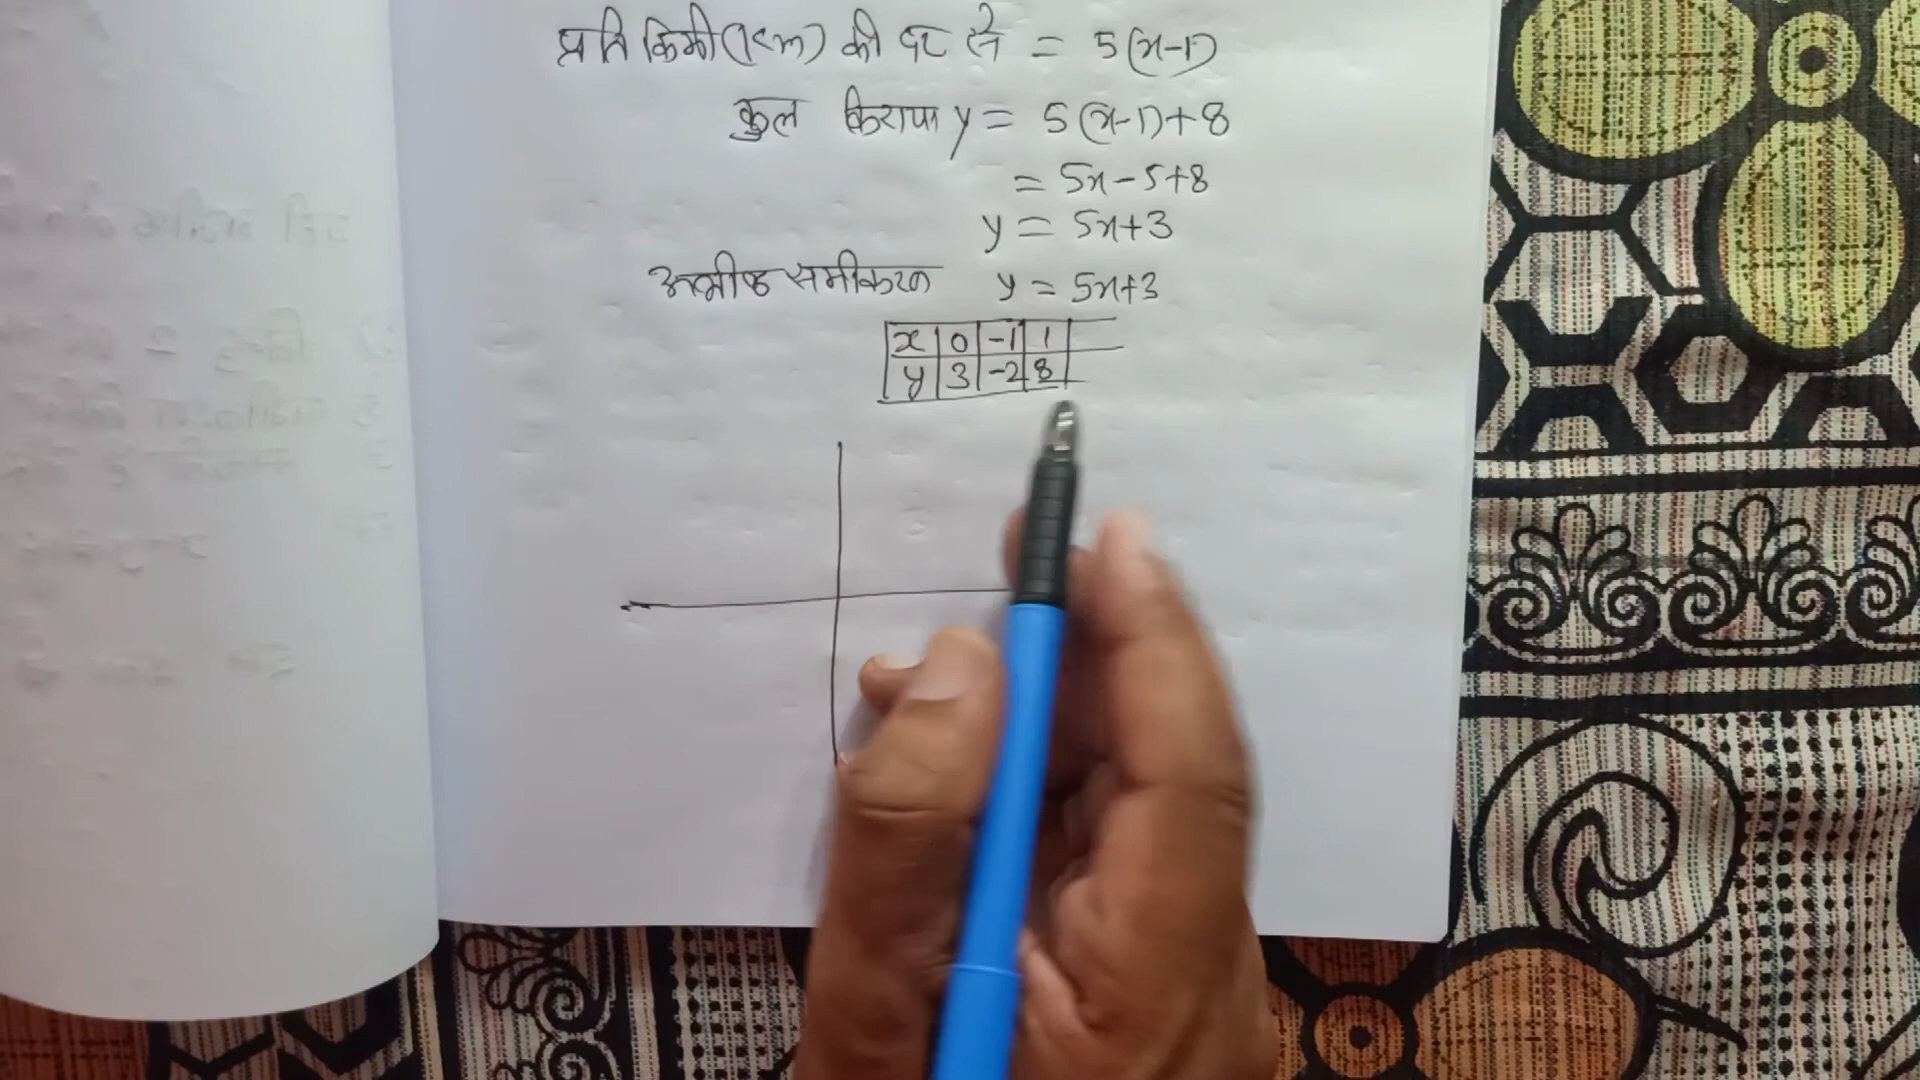 प्रति किमी (km) की दर से = 5(x-1)
कुल किराया y = 5(x-1)+8
= 5x-5+8
y = 5x+3
अभीष्ठ समीकरण y = 5x+3
x 0 -1 1
y 3 -2 8